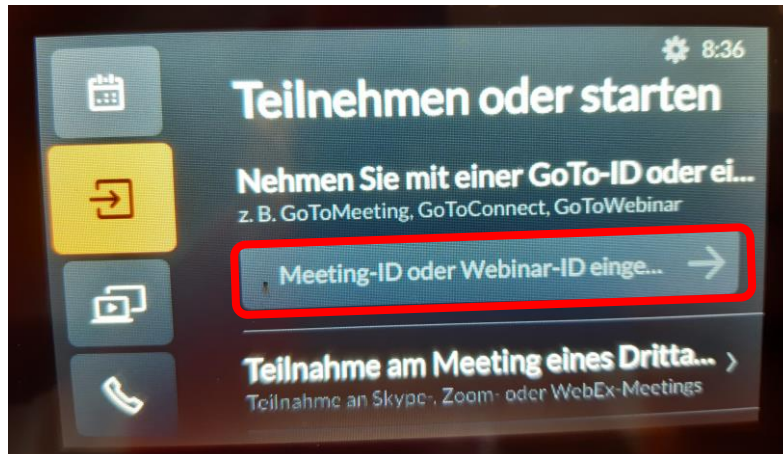 8:36
Teilnehmen oder starten
Nehmen Sie mit einer GoTo-ID oder ei...
z. B. GoToMeeting, GoToConnect, GoToWebinar
Meeting-ID oder Webinar-ID einge...
Teilnahme am Meeting eines Dritta...
Teilnahme an Skype-, Zoom- oder WebEx-Meetings